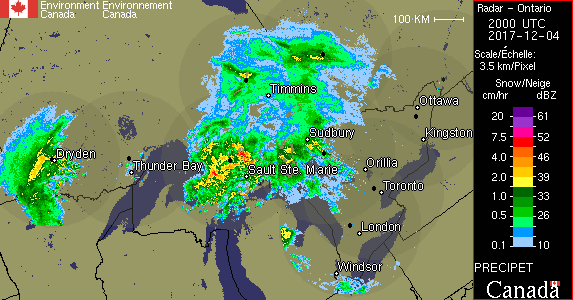 Environment Environnement
Canada Canada
100 KM
Timmins
Ottawa
Sudbury
Kingston
Dryden
Thunder Bay
Orillia
Sault Ste. Marie
Toronto
London
Windsor
Radar - Ontario
2000 UTC
2017-12-04
Scale/Échelle:
3.5 km/Pixel
Snow/Neige
cm/hr dBZ
20 61
7.5 52
4.0 46
2.0 39
1.0 33
0.5 26
0.1 10
PRECIPET
Canada